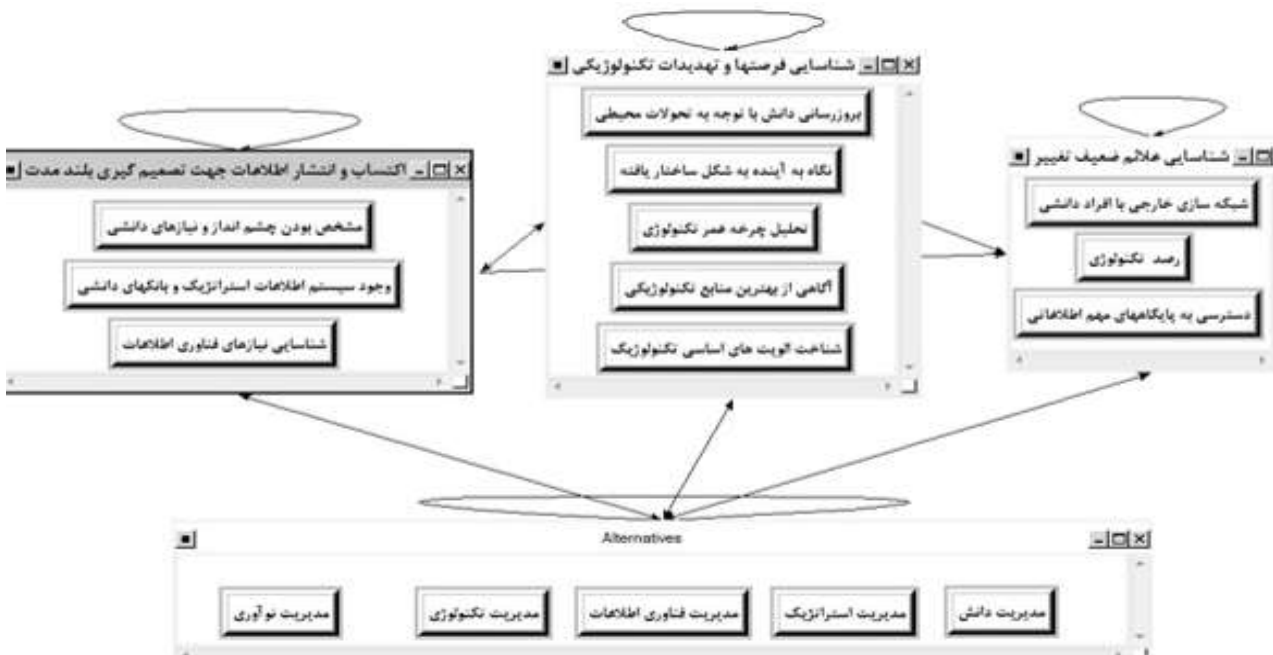 شناسایی فرصتها و تهدیدات تکنولوژیکی
بروزرسانی دانش با توجه به تحولات محیطی
نگاه به آینده به شکل ساختار یافته
تحلیل چرخه عمر تکنولوژی
آگاهی از بهترین منابع تکنولوژیکی
شناخت الویت های اساسی تکنولوژیک
شناسایی علائم ضعیف تغییر
شبکه سازی خارجی با افراد دانشی
رصد تکنولوژی
دسترسی به پایگاههای مهم اطلاعاتی
اکتساب و انتشار اطلاعات جهت تصمیم گیری بلند مدت
مشخص بودن چشم انداز و نیازهای دانشی
وجود سیستم اطلاعات استراتژیک و بانکهای دانشی
شناسایی نیازهای فناوری اطلاعات
Alternatives
مدیریت دانش
مدیریت استراتژیک
مدیریت فناوری اطلاعات
مدیریت تکنولوژی
مدیریت نوآوری